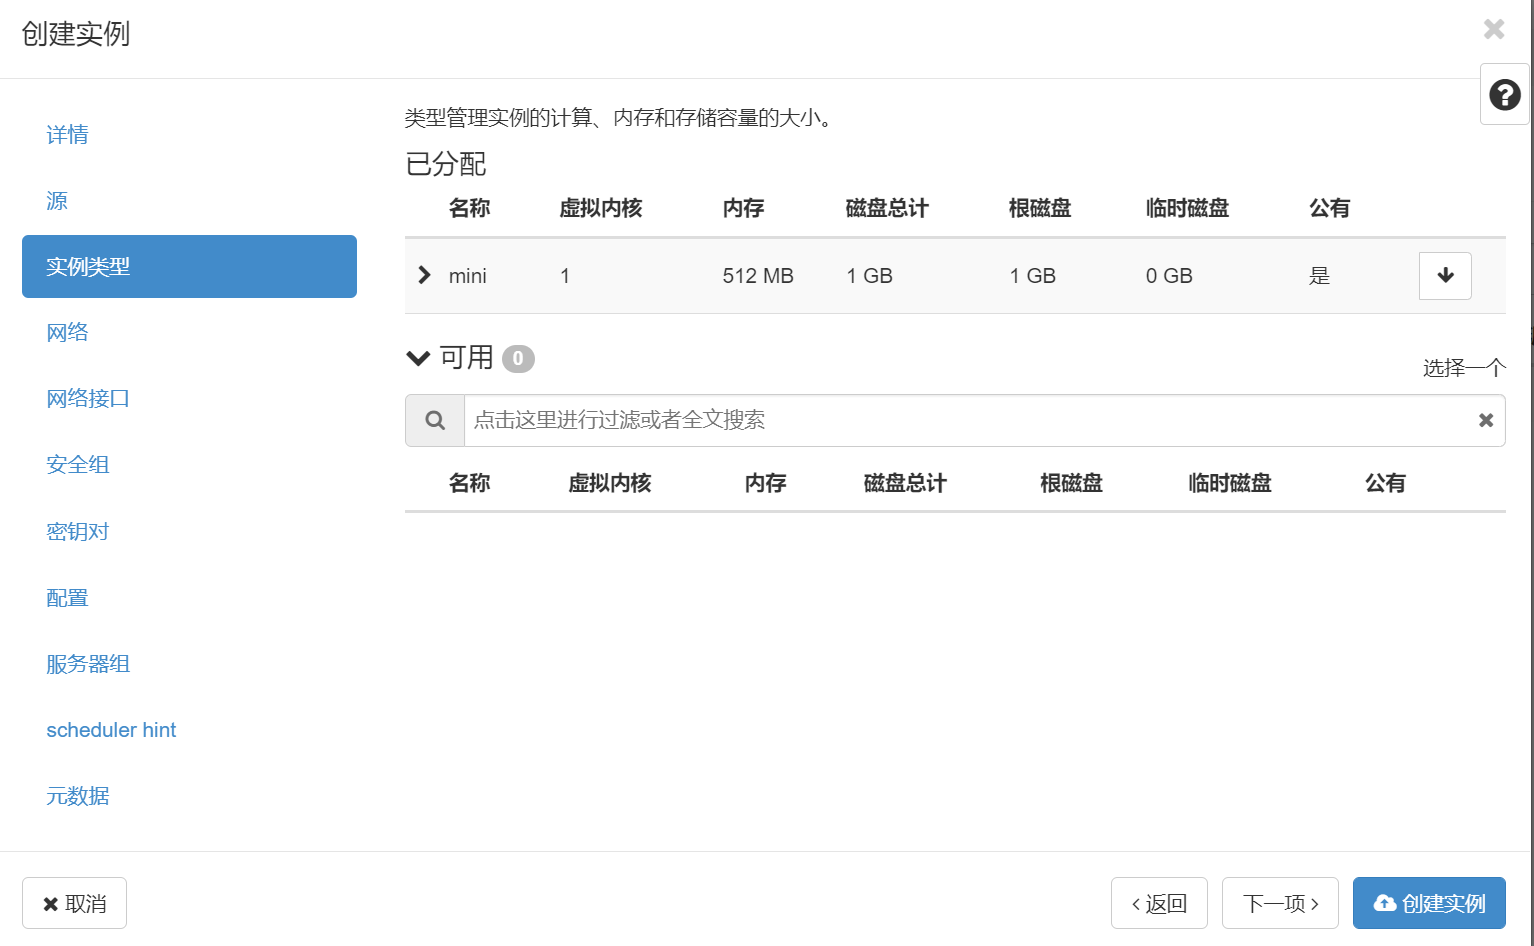 创建实例
详情
源
实例类型
网络
网络接口
安全组
密钥对
配置
服务器组
scheduler hint
元数据
类型管理实例的计算、内存和存储容量的大小。
已分配
名称 虚拟内核 内存 磁盘总计 根磁盘 临时磁盘 公有
mini 1 512 MB 1 GB 1 GB 0 GB 是
可用 0
选择一个
点击这里进行过滤或者全文搜索
名称 虚拟内核 内存 磁盘总计 根磁盘 临时磁盘 公有
取消
返回
下一项
创建实例